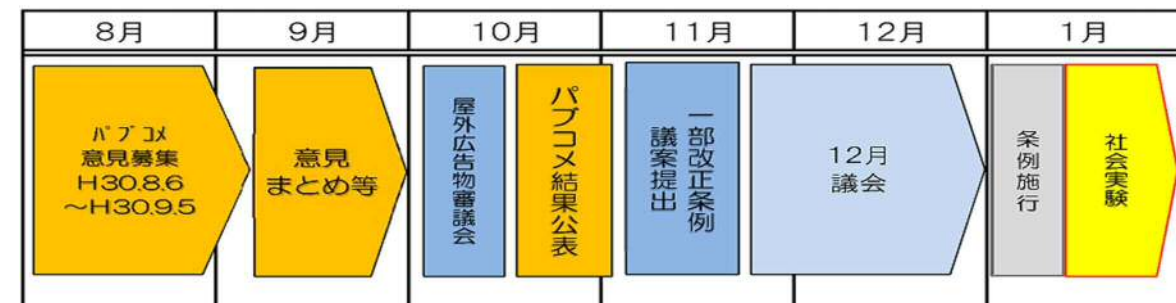 8月
9月
10月
11月
12月
1月
ﾊﾟﾌﾞｺﾒ
意見募集
H30.8.6
～H30.9.5
意見
まとめ等
屋外広告物審議会
パブコメ結果公表
一部改正条例
議案提出
12月
議会
条例施行
社会実験